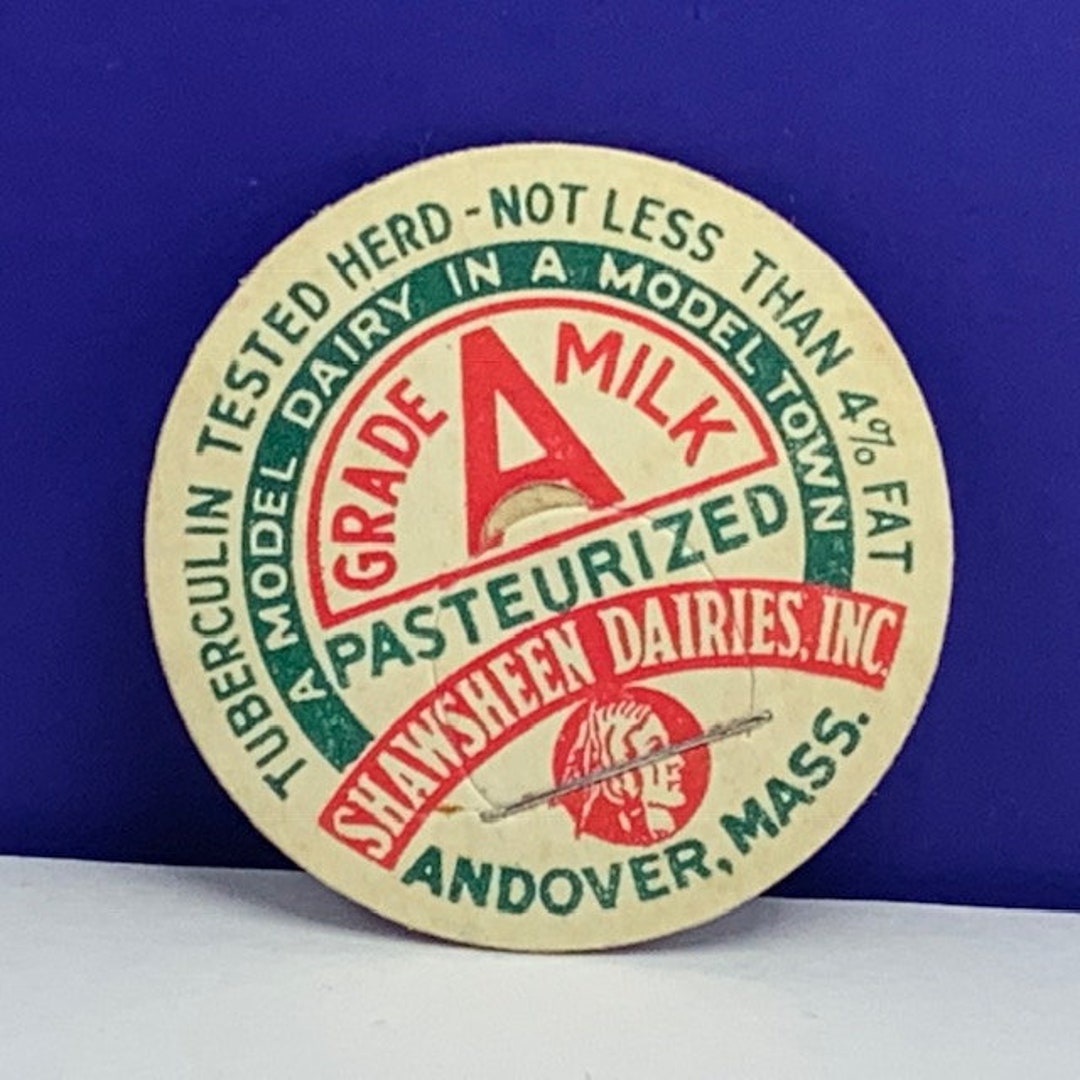 TUBERCULIN TESTED HERD - NOT LESS THAN 4% FAT
A MODEL DAIRY IN A MODEL TOWN
GRADE A MILK
PASTEURIZED
SHAWSHEEN DAIRIES, INC.
ANDOVER, MASS.